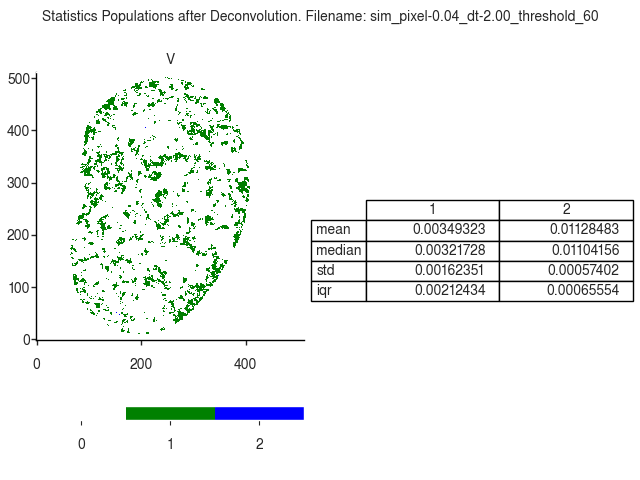 Statistics Populations after Deconvolution. Filename: sim_pixel-0.04_dt-2.00_threshold_60
V
500
400
300
200
100
0
0 200 400
1 2
mean 0.00349323 0.01128483
median 0.00321728 0.01104156
std 0.00162351 0.00057402
iqr 0.00212434 0.00065554
0 1 2